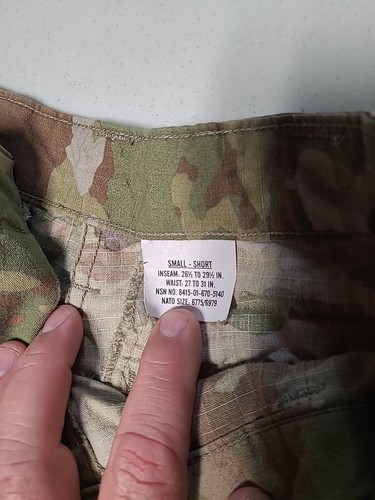 SMALL - SHORT
INSEAM: 26½ TO 29½ IN.
WAIST: 27 TO 31 IN.
NSN NO. 8415-01-670-5140
NATO SIZE: 6775/6979